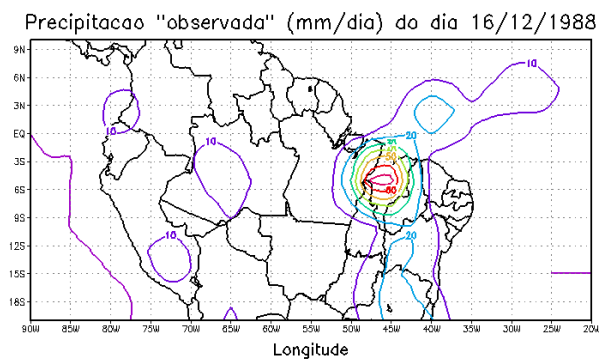 Precipitacao "observada" (mm/dia) do dia 16/12/1988
9N
10
6N
3N
10
20
EQ
10
3S
6S
60
9S
10
20
12S
15S
18S
90W 85W 80W 75W 70W 65W 60W 55W 50W 45W 40W 35W 30W 25W 20W
Longitude